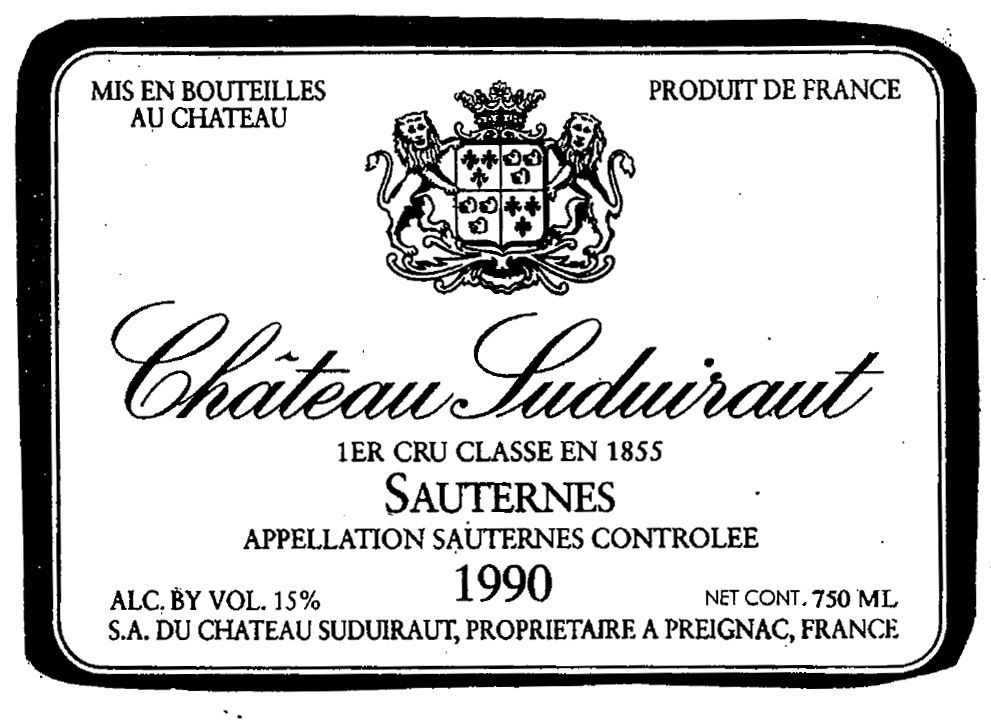 MIS EN BOUTEILLES
AU CHATEAU
PRODUIT DE FRANCE
Château Suduiraut
1ER CRU CLASSE EN 1855
SAUTERNES
APPELLATION SAUTERNES CONTROLEE
1990
ALC. BY VOL. 15%
NET CONT. 750 ML
S.A. DU CHATEAU SUDUIRAUT, PROPRIETAIRE A PREIGNAC, FRANCE